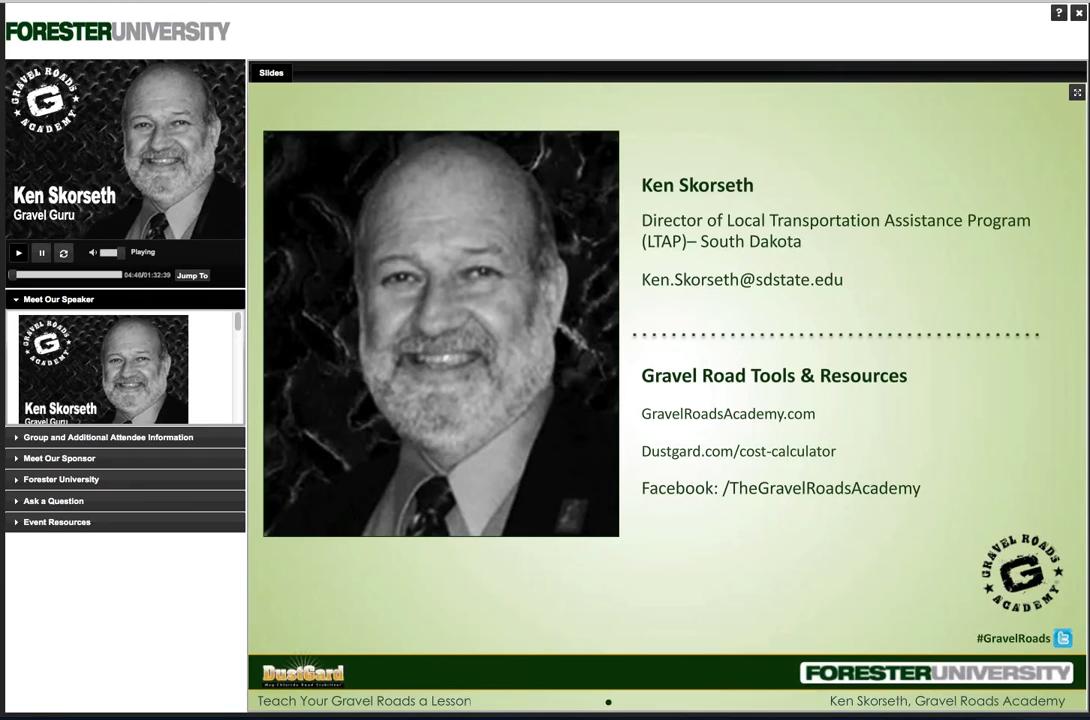 ? ×
FORESTERUNIVERSITY
GRAVEL ROADS
G
ACADEMY
Ken Skorseth
Gravel Guru
Playing
04:46/01:32:39 Jump To
Meet Our Speaker
GRAVEL ROADS
G
ACADEMY
Ken Skorseth
Gravel Guru
Group and Additional Attendee Information
Meet Our Sponsor
Forester University
Ask a Question
Event Resources
Slides
Ken Skorseth
Director of Local Transportation Assistance Program
(LTAP)– South Dakota
Ken.Skorseth@sdstate.edu
Gravel Road Tools & Resources
GravelRoadsAcademy.com
Dustgard.com/cost-calculator
Facebook: /TheGravelRoadsAcademy
GRAVEL ROADS
G
ACADEMY
#GravelRoads
DustGard
Mag Chloride Road Stabilizer
FORESTERUNIVERSITY
Teach Your Gravel Roads a Lesson
Ken Skorseth, Gravel Roads Academy